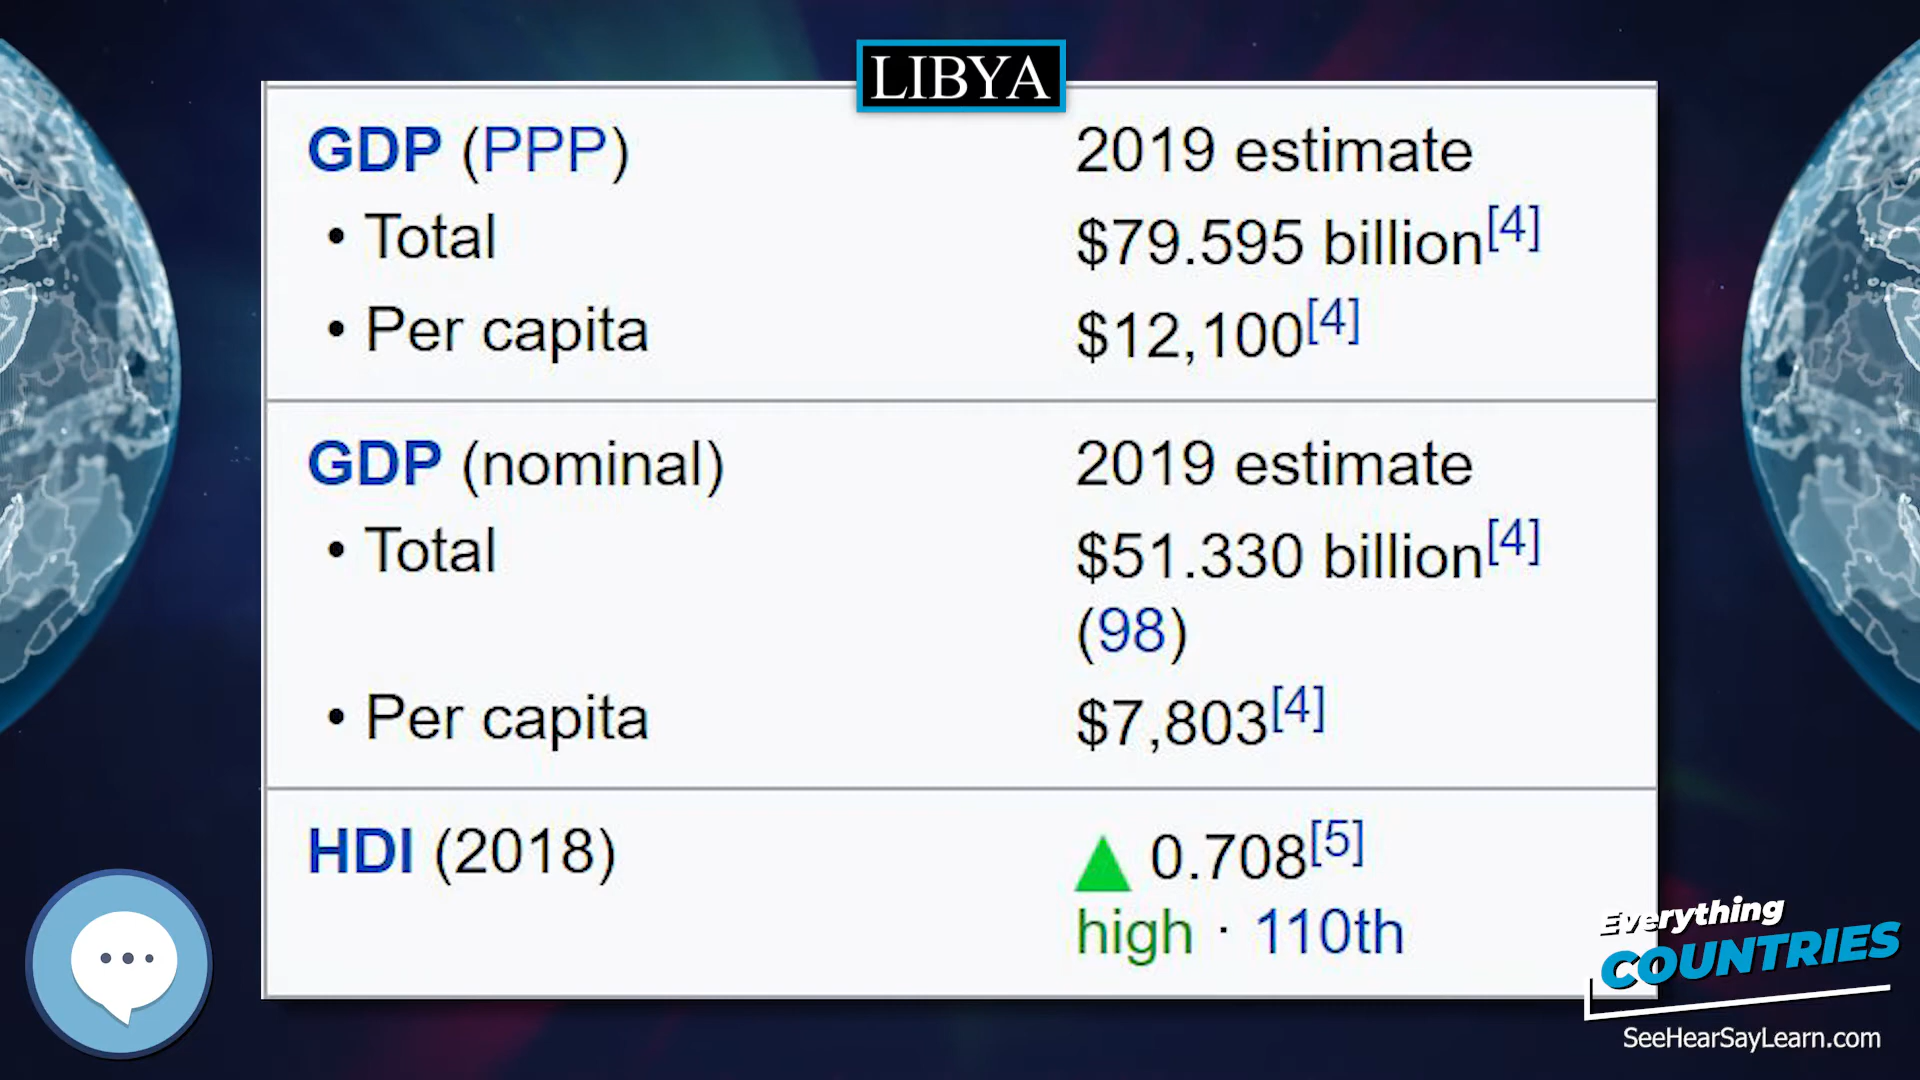 LIBYA
GDP (PPP) 2019 estimate
• Total $79.595 billion[4]
• Per capita $12,100[4]
GDP (nominal) 2019 estimate
• Total $51.330 billion[4]
(98)
• Per capita $7,803[4]
HDI (2018) ▲ 0.708[5]
high · 110th
Everything
COUNTRIES
SeeHearSayLearn.com